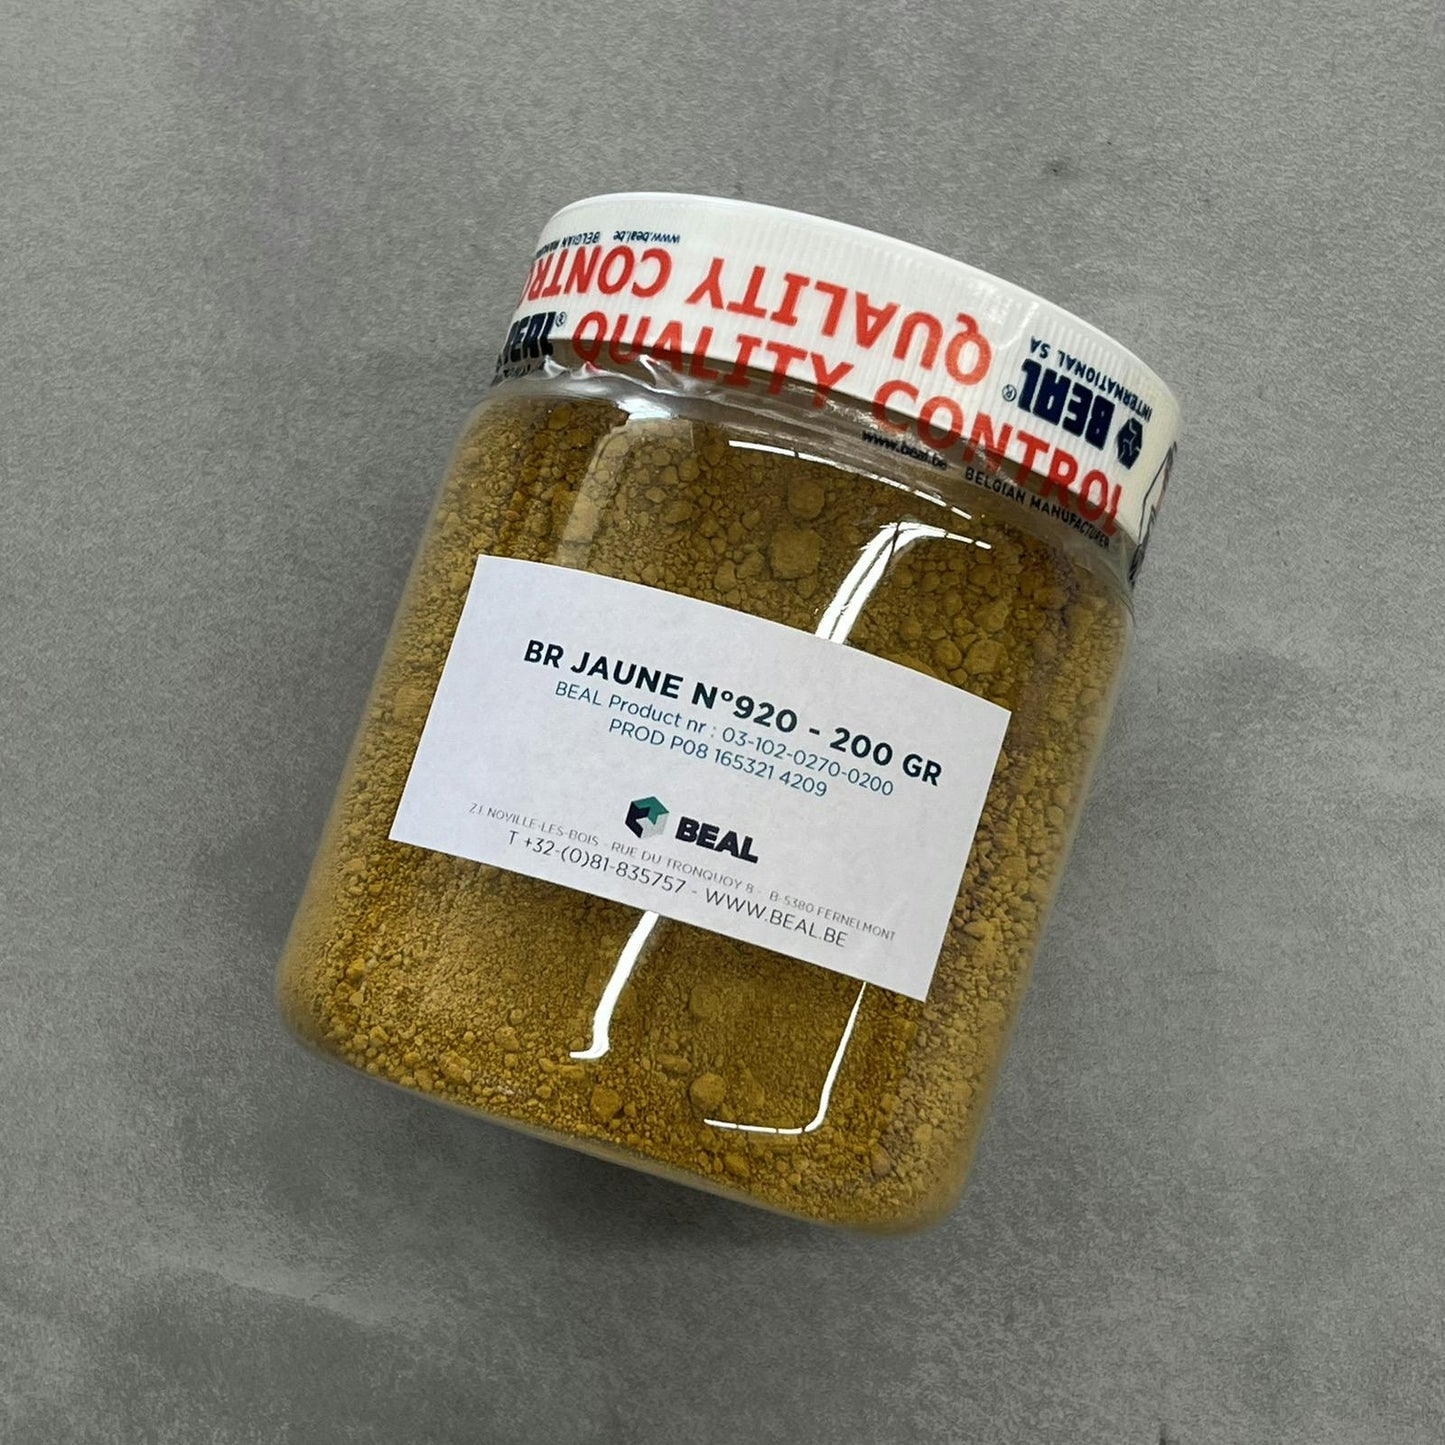 www.beal.be BELGIAN
QUALITY CONTRO
BEAL®
INTERNATIONAL SA
BEAL®
QUALITY CONTROL
www.beal.be BELGIAN MANUFACTURER
BR JAUNE N°920 - 200 GR
BEAL Product nr : 03-102-0270-0200
PROD P08 165321 4209
BEAL
Z.I. NOVILLE-LES-BOIS - RUE DU TRONQUOY 8 - B-5380 FERNELMONT
T +32-(0)81-835757 - WWW.BEAL.BE